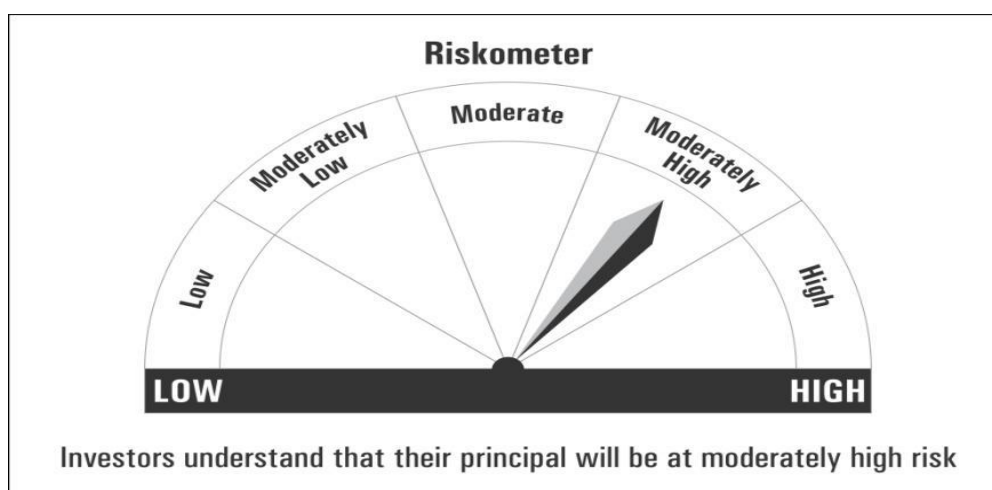 Riskometer
Low
Moderately
Low
Moderate
Moderately
High
High
LOW
HIGH
Investors understand that their principal will be at moderately high risk